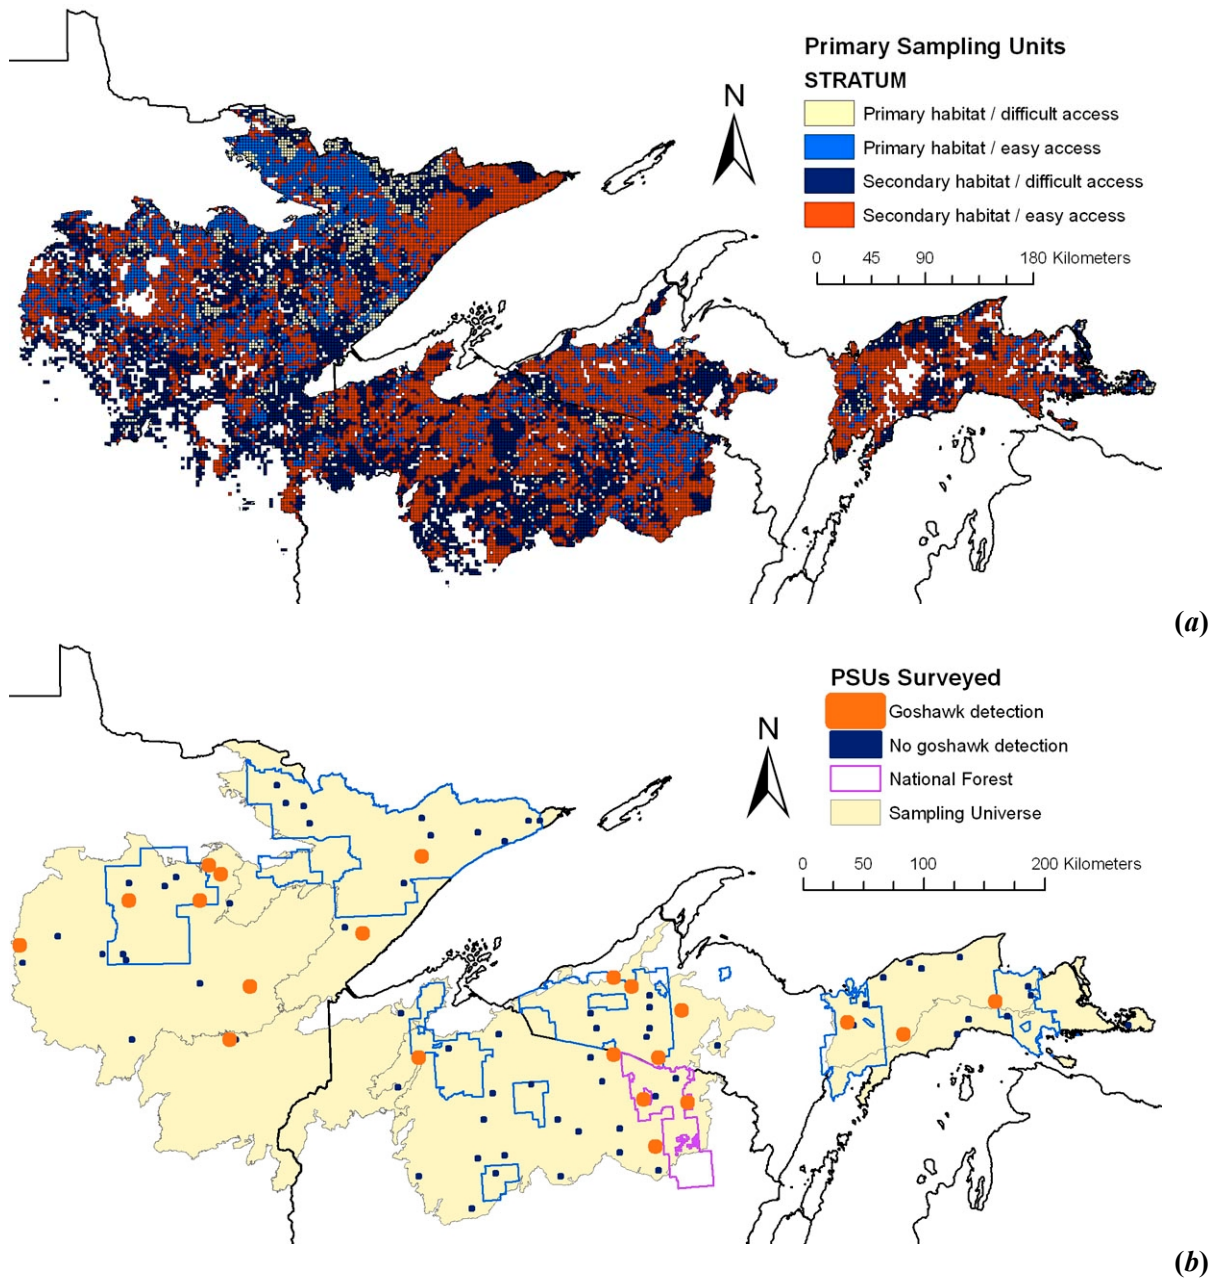 Primary Sampling Units
STRATUM
Primary habitat / difficult access
Primary habitat / easy access
Secondary habitat / difficult access
Secondary habitat / easy access
N
0 45 90 180 Kilometers
(a)
PSUs Surveyed
Goshawk detection
No goshawk detection
National Forest
Sampling Universe
N
0 50 100 200 Kilometers
(b)